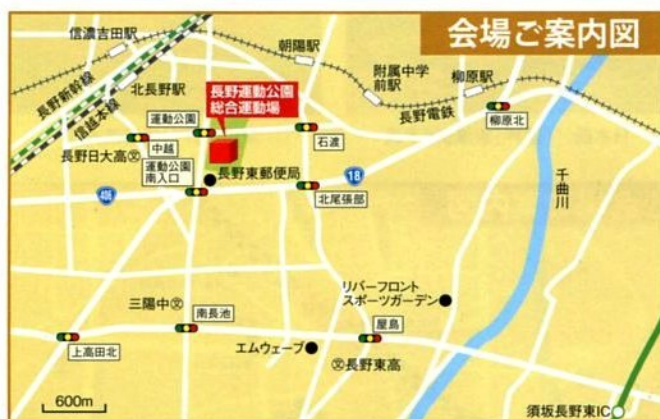 会場ご案内図
信濃吉田駅
朝陽駅
附属中学
前駅
柳原駅
長野新幹線
信越本線
北長野駅
長野運動公園
総合運動場
運動公園
石渡
長野電鉄
柳原北
中越
長野日大高文
運動公園
南入口
長野東郵便局
18
406
北尾張部
千曲川
リバーフロント
スポーツガーデン
三陽中文
南長池
屋島
上高田北
エムウェーブ
文長野東高
600m
須坂長野東IC